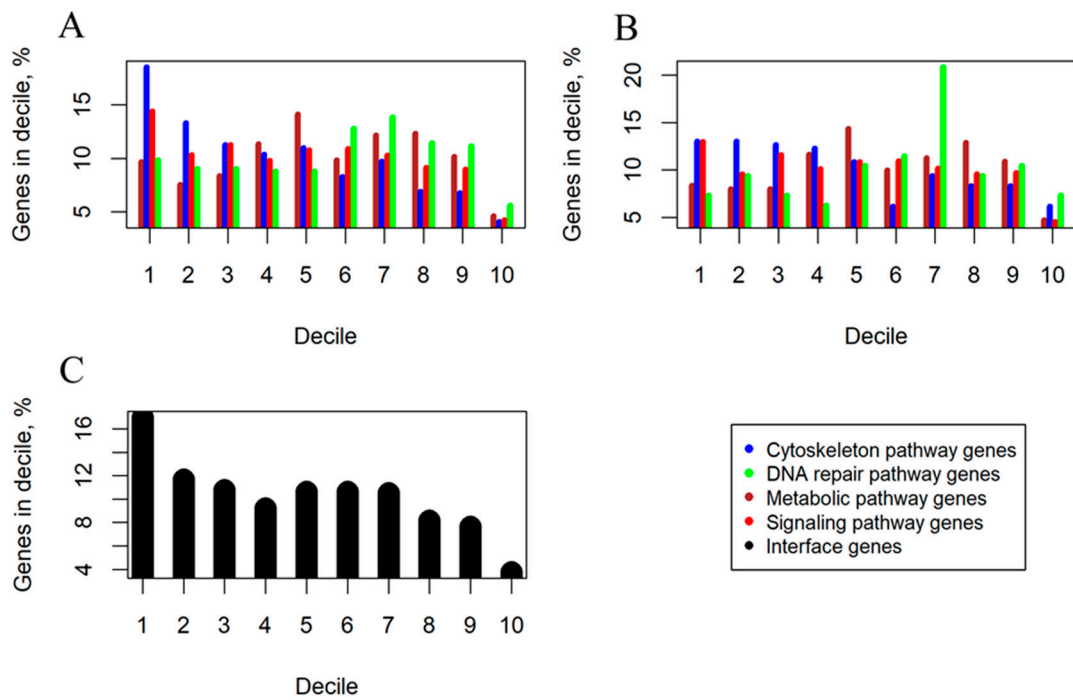 A
Genes in decile, %
15
10
5
1 2 3 4 5 6 7 8 9 10
Decile
B
Genes in decile, %
20
15
10
5
1 2 3 4 5 6 7 8 9 10
Decile
C
Genes in decile, %
16
12
8
4
1 2 3 4 5 6 7 8 9 10
Decile
Cytoskeleton pathway genes
DNA repair pathway genes
Metabolic pathway genes
Signaling pathway genes
Interface genes